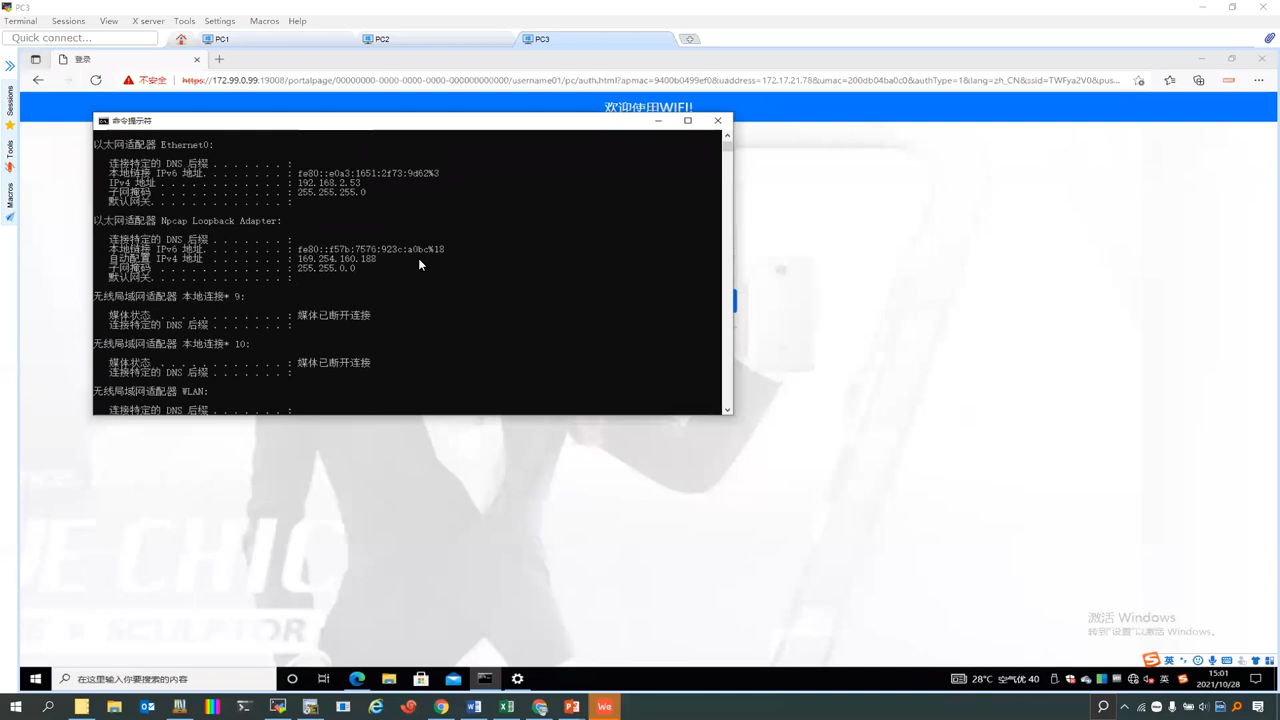 PC3
Terminal Sessions View X server Tools Settings Macros Help
Quick connect...
PC1
PC2
PC3
登录
不安全 https://172.99.0.99:19008/portalpage/00000000-0000-0000-0000-000000000000/username01/pc/auth.html?apmac=9400b0499ef0&uaddress=172.17.21.78&umac=200db04ba0c0&authType=1&lang=zh_CN&ssid=TWFya2V0&pus...
欢迎使用WIFI!
Sessions
Tools
Macros
命令提示符
以太网适配器 Ethernet0:
连接特定的 DNS 后缀 . . . . . . . :
本地链接 IPv6 地址. . . . . . . . : fe80::e0a3:1651:2f73:9d62%3
IPv4 地址 . . . . . . . . . . . . : 192.168.2.53
子网掩码 . . . . . . . . . . . . : 255.255.255.0
默认网关. . . . . . . . . . . . . :
以太网适配器 Npcap Loopback Adapter:
连接特定的 DNS 后缀 . . . . . . . :
本地链接 IPv6 地址. . . . . . . . : fe80::f57b:7576:923c:a0bc%18
自动配置 IPv4 地址 . . . . . . . : 169.254.160.188
子网掩码 . . . . . . . . . . . . : 255.255.0.0
默认网关. . . . . . . . . . . . . :
无线局域网适配器 本地连接* 9:
媒体状态 . . . . . . . . . . . . : 媒体已断开连接
连接特定的 DNS 后缀 . . . . . . . :
无线局域网适配器 本地连接* 10:
媒体状态 . . . . . . . . . . . . : 媒体已断开连接
连接特定的 DNS 后缀 . . . . . . . :
无线局域网适配器 WLAN:
连接特定的 DNS 后缀 . . . . . . . :
激活 Windows
转到"设置"以激活 Windows。
英
在这里输入你要搜索的内容
28°C 空气优 40
英
15:01
2021/10/28
We